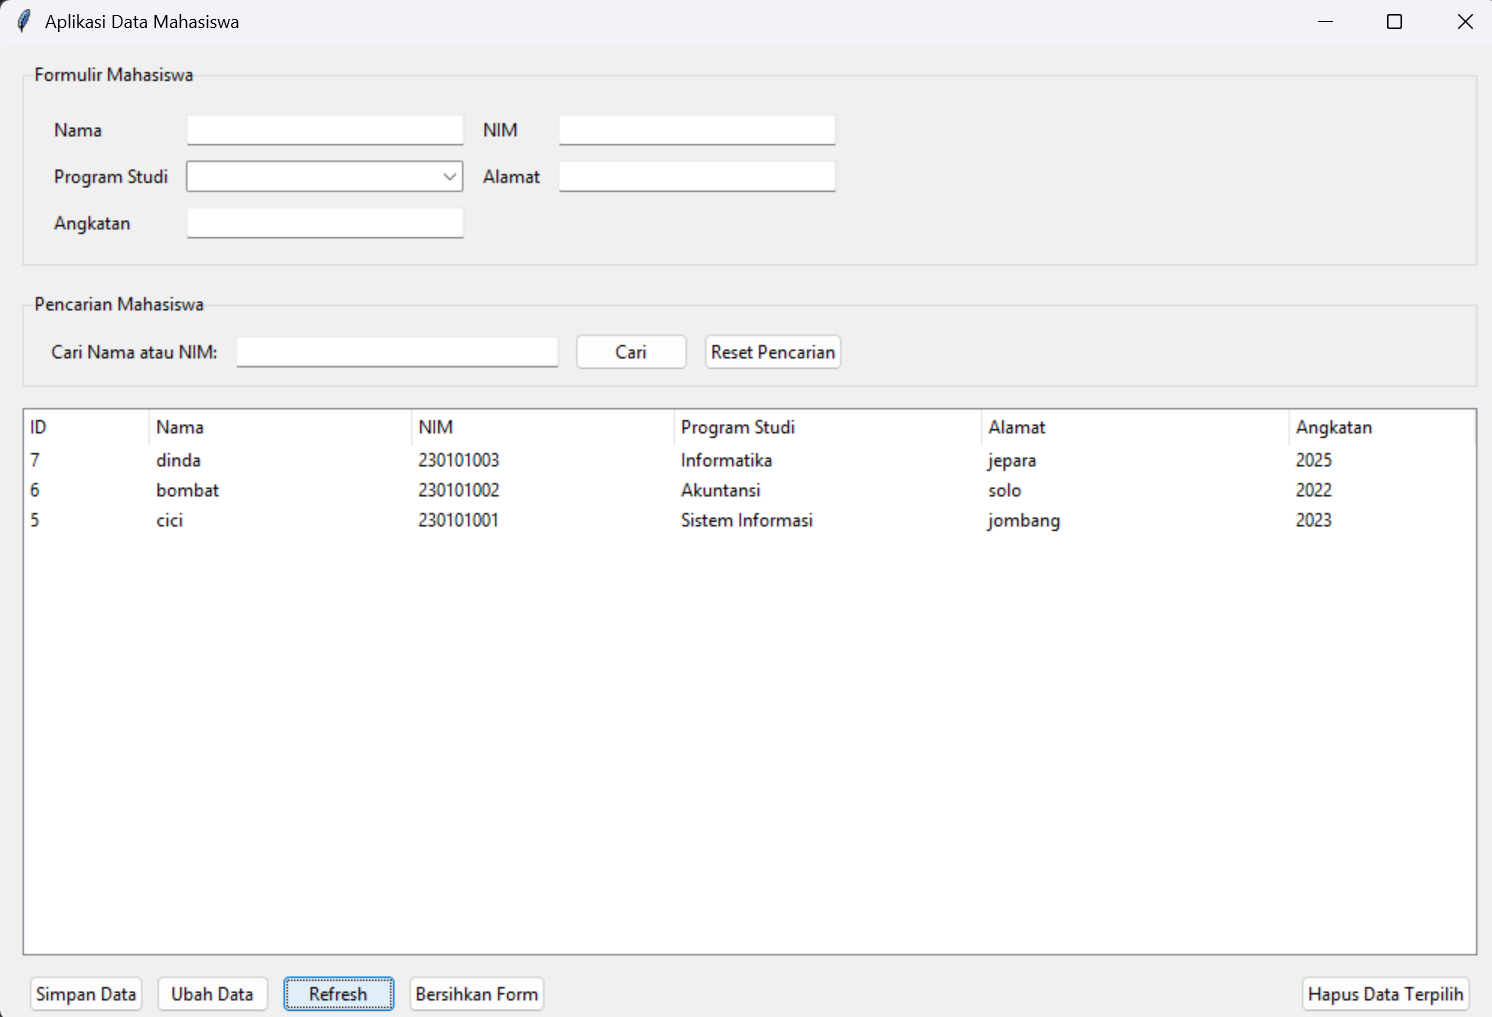 Aplikasi Data Mahasiswa
Formulir Mahasiswa
Nama NIM
Program Studi Alamat
Angkatan
Pencarian Mahasiswa
Cari Nama atau NIM: Cari Reset Pencarian
ID Nama NIM Program Studi Alamat Angkatan
7 dinda 230101003 Informatika jepara 2025
6 bombat 230101002 Akuntansi solo 2022
5 cici 230101001 Sistem Informasi jombang 2023
Simpan Data Ubah Data Refresh Bersihkan Form Hapus Data Terpilih